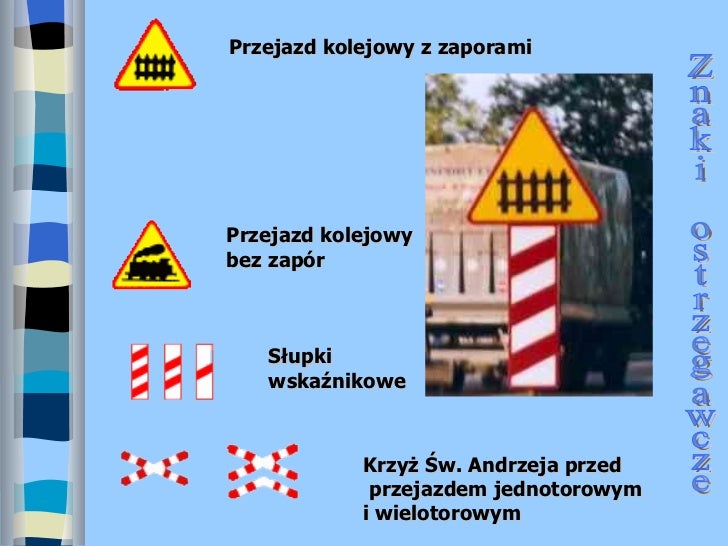 Przejazd kolejowy z zaporami
Przejazd kolejowy
bez zapór
Słupki
wskaźnikowe
Krzyż Św. Andrzeja przed
przejazdem jednotorowym
i wielotorowym
Znaki ostrzegawcze